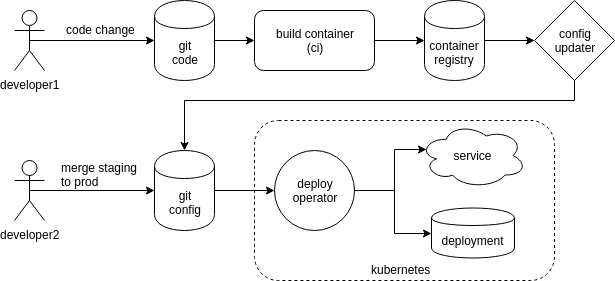 code change
developer1
git
code
build container
(ci)
container
registry
config
updater
merge staging
to prod
developer2
git
config
deploy
operator
service
deployment
kubernetes